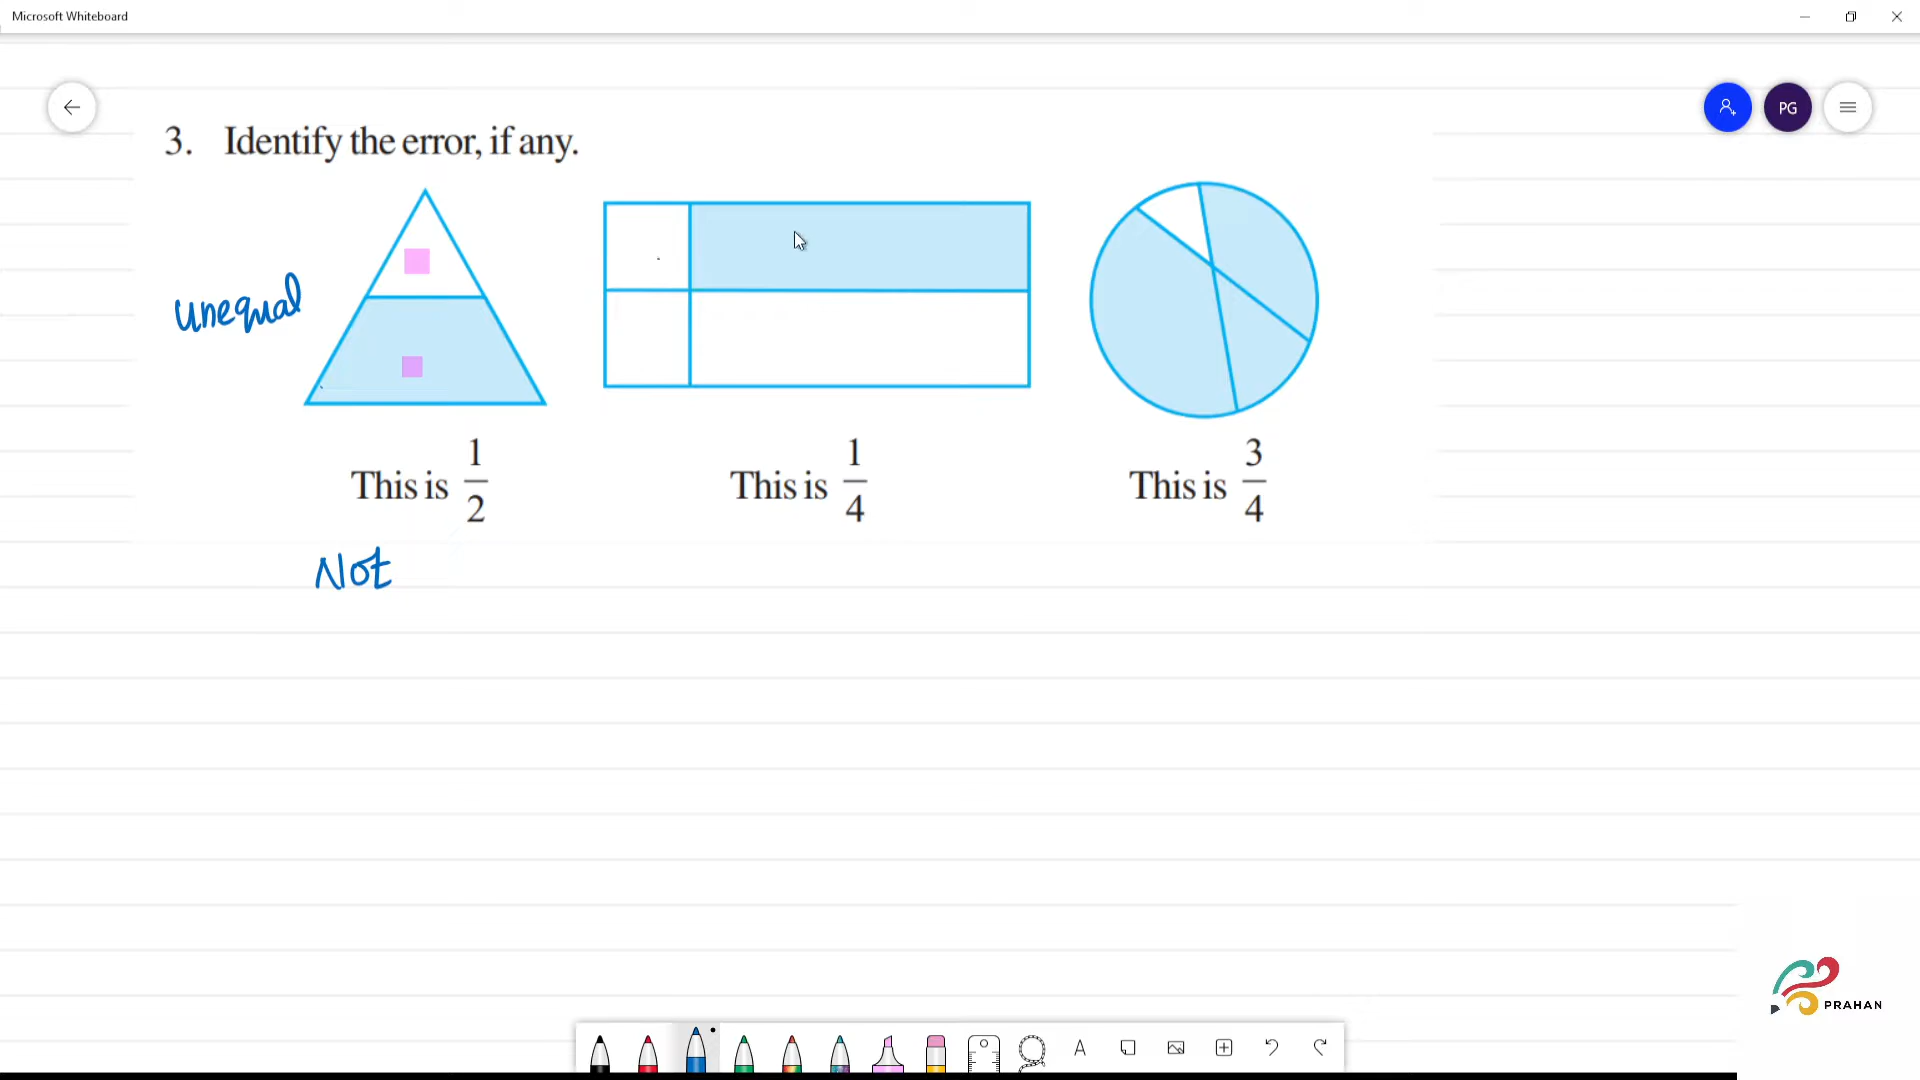 Microsoft Whiteboard
PG
3. Identify the error, if any.
unequal
This is 1/2
This is 1/4
This is 3/4
Not
PRAHAN
A